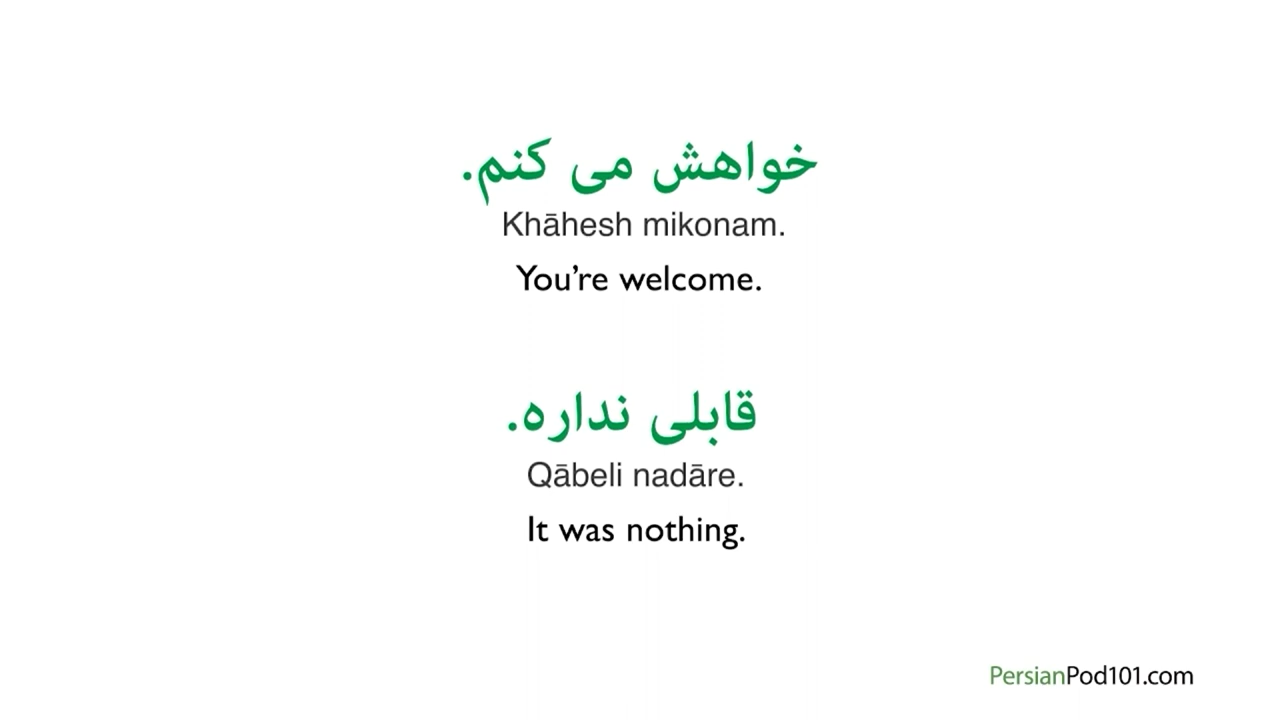 خواهش می کنم.
Khāhesh mikonam.
You’re welcome.
قابلی نداره.
Qābeli nadāre.
It was nothing.
PersianPod101.com